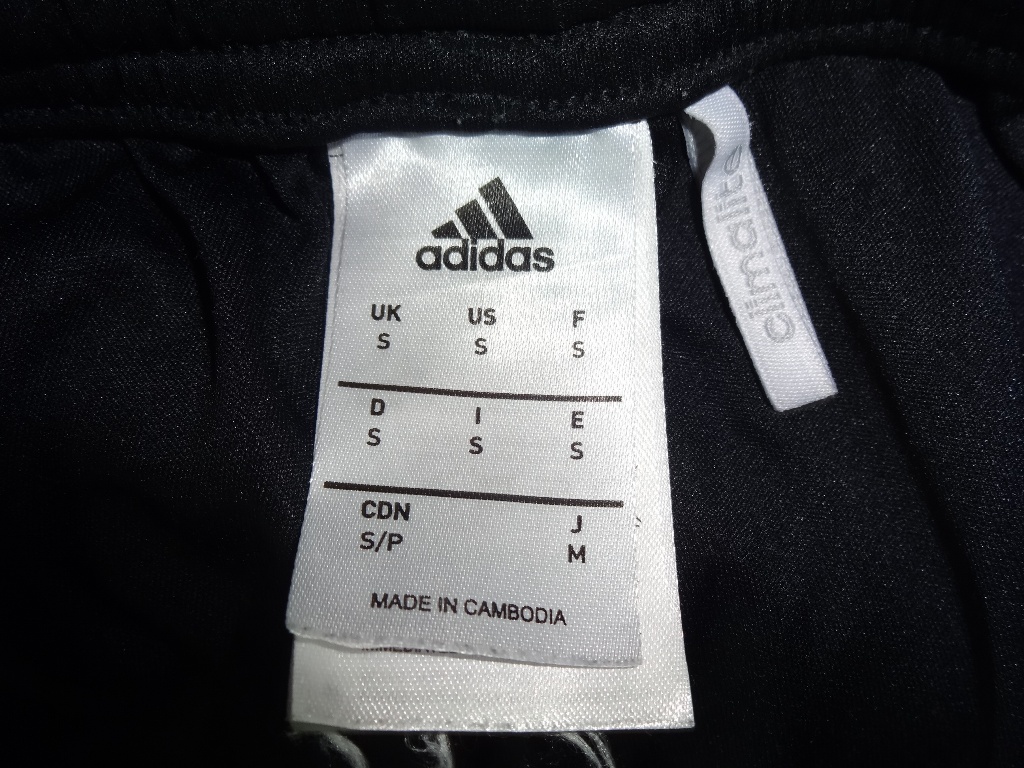 adidas
UK US F
S S S
D I E
S S S
CDN J
S/P M
MADE IN CAMBODIA
climalite